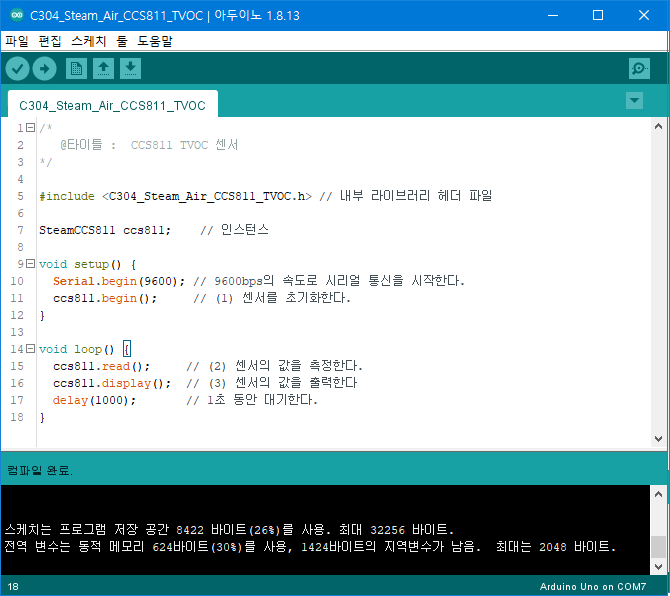 C304_Steam_Air_CCS811_TVOC | 아두이노 1.8.13
파일 편집 스케치 툴 도움말
C304_Steam_Air_CCS811_TVOC
1 /*
2 @타이틀 : CCS811 TVOC 센서
3 */
4
5 #include <C304_Steam_Air_CCS811_TVOC.h> // 내부 라이브러리 헤더 파일
6
7 SteamCCS811 ccs811; // 인스턴스
8
9 void setup() {
10 Serial.begin(9600); // 9600bps의 속도로 시리얼 통신을 시작한다.
11 ccs811.begin(); // (1) 센서를 초기화한다.
12 }
13
14 void loop() {
15 ccs811.read(); // (2) 센서의 값을 측정한다.
16 ccs811.display(); // (3) 센서의 값을 출력한다
17 delay(1000); // 1초 동안 대기한다.
18 }
컴파일 완료.
스케치는 프로그램 저장 공간 8422 바이트(26%)를 사용. 최대 32256 바이트.
전역 변수는 동적 메모리 624바이트(30%)를 사용, 1424바이트의 지역변수가 남음. 최대는 2048 바이트.
18 Arduino Uno on COM7